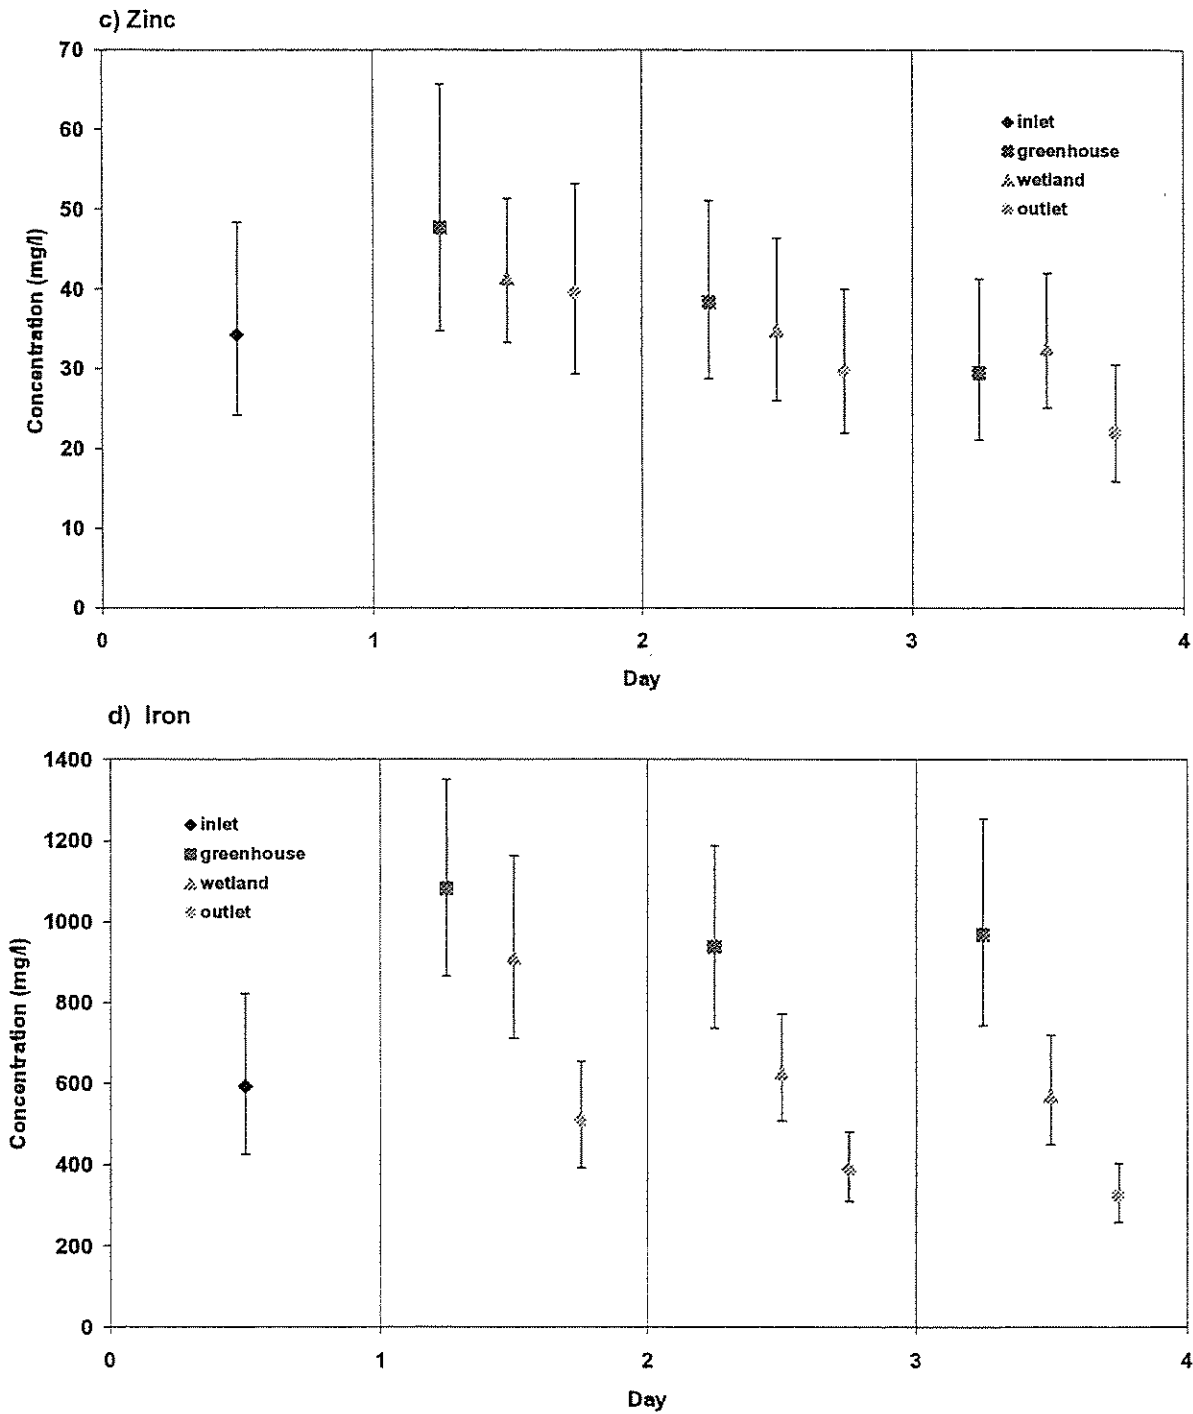 c) Zinc
70
60
50
40
30
20
10
0
Concentration (mg/l)
inlet
greenhouse
wetland
outlet
0 1 2 3 4
Day
d) Iron
1400
1200
1000
800
600
400
200
0
Concentration (mg/l)
inlet
greenhouse
wetland
outlet
0 1 2 3 4
Day